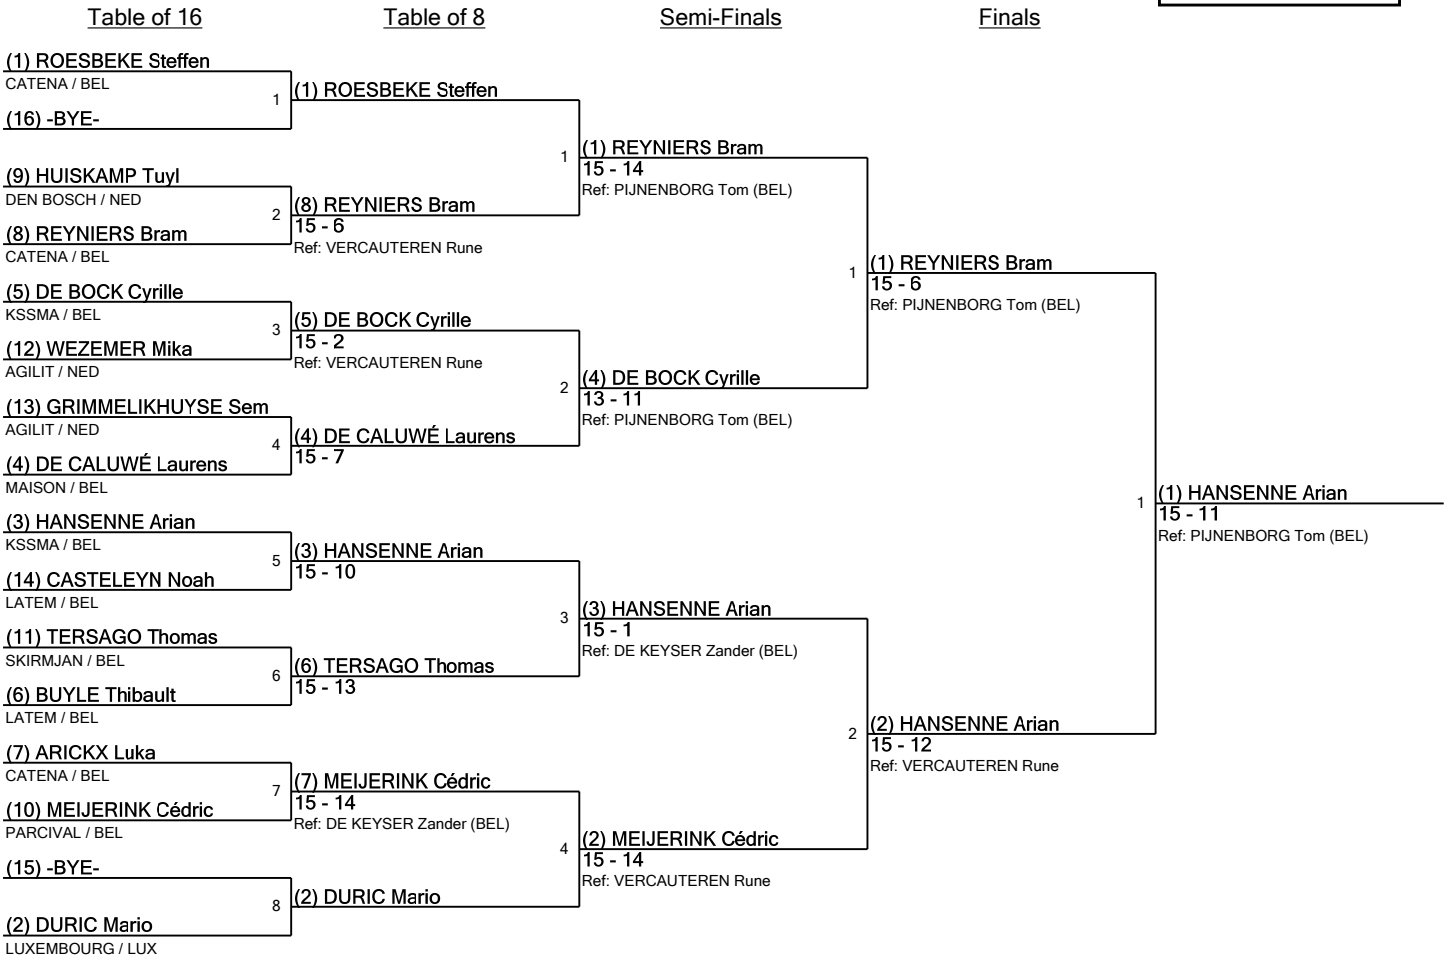 Table of 16
Table of 8
Semi-Finals
Finals
(1) ROESBEKE Steffen
CATENA / BEL
(16) -BYE-
(9) HUISKAMP Tuyl
DEN BOSCH / NED
(8) REYNIERS Bram
CATENA / BEL
(5) DE BOCK Cyrille
KSSMA / BEL
(12) WEZEMER Mika
AGILIT / NED
(13) GRIMMELIKHUYSE Sem
AGILIT / NED
(4) DE CALUWÉ Laurens
MAISON / BEL
(3) HANSENNE Arian
KSSMA / BEL
(14) CASTELEYN Noah
LATEM / BEL
(11) TERSAGO Thomas
SKIRMJAN / BEL
(6) BUYLE Thibault
LATEM / BEL
(7) ARICKX Luka
CATENA / BEL
(10) MEIJERINK Cédric
PARCIVAL / BEL
(15) -BYE-
(2) DURIC Mario
LUXEMBOURG / LUX
1
(1) ROESBEKE Steffen
2
(8) REYNIERS Bram
15 - 6
Ref: VERCAUTEREN Rune
3
(5) DE BOCK Cyrille
15 - 2
Ref: VERCAUTEREN Rune
4
(4) DE CALUWÉ Laurens
15 - 7
5
(3) HANSENNE Arian
15 - 10
6
(6) TERSAGO Thomas
15 - 13
7
(7) MEIJERINK Cédric
15 - 14
Ref: DE KEYSER Zander (BEL)
8
(2) DURIC Mario
1
(1) REYNIERS Bram
15 - 14
Ref: PIJNENBORG Tom (BEL)
2
(4) DE BOCK Cyrille
13 - 11
Ref: PIJNENBORG Tom (BEL)
3
(3) HANSENNE Arian
15 - 1
Ref: DE KEYSER Zander (BEL)
4
(2) MEIJERINK Cédric
15 - 14
Ref: VERCAUTEREN Rune
1
(1) REYNIERS Bram
15 - 6
Ref: PIJNENBORG Tom (BEL)
2
(2) HANSENNE Arian
15 - 12
Ref: VERCAUTEREN Rune
1
(1) HANSENNE Arian
15 - 11
Ref: PIJNENBORG Tom (BEL)